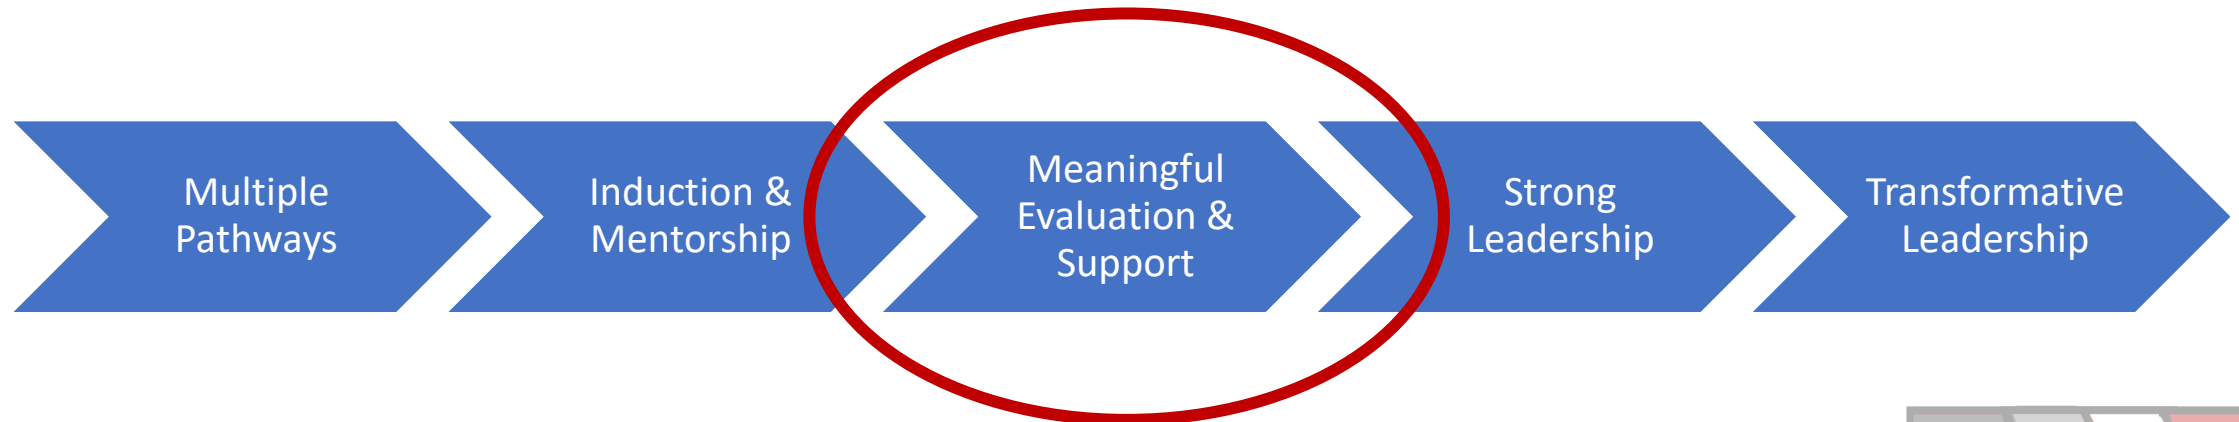 Multiple
Pathways
Induction &
Mentorship
Meaningful
Evaluation &
Support
Strong
Leadership
Transformative
Leadership